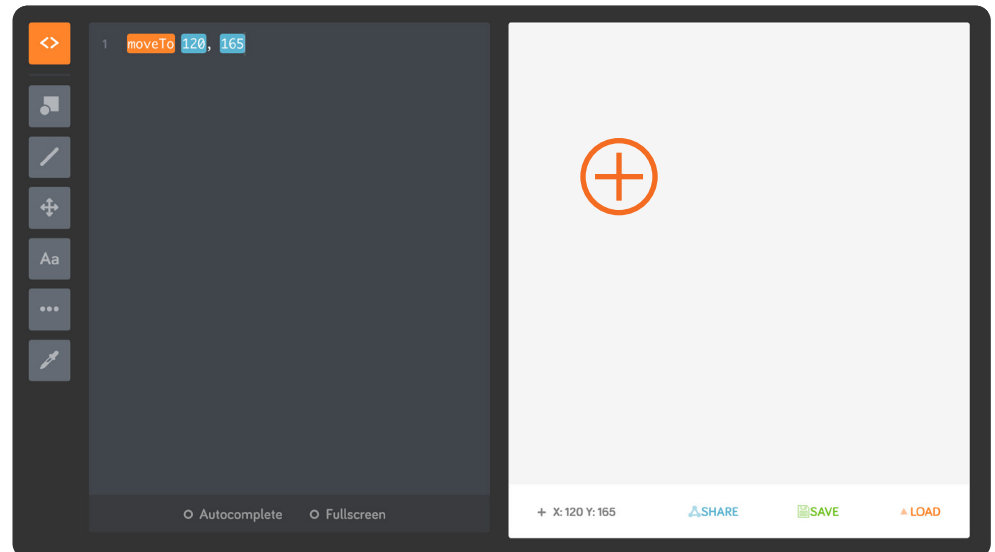 <>
1 moveTo 120, 165
Aa
Autocomplete Fullscreen
+ X: 120 Y: 165 SHARE SAVE LOAD